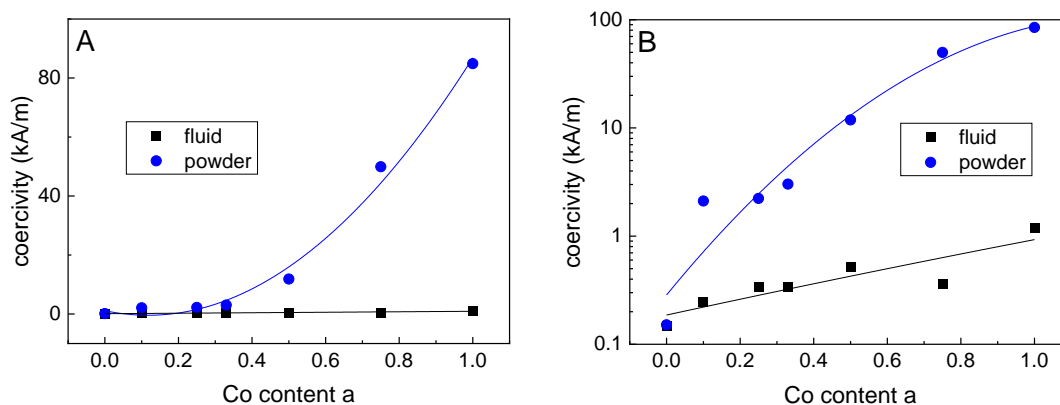 A
coercivity (kA/m)
80
40
0
fluid
powder
0.0 0.2 0.4 0.6 0.8 1.0
Co content a
B
coercivity (kA/m)
100
10
1
0.1
fluid
powder
0.0 0.2 0.4 0.6 0.8 1.0
Co content a